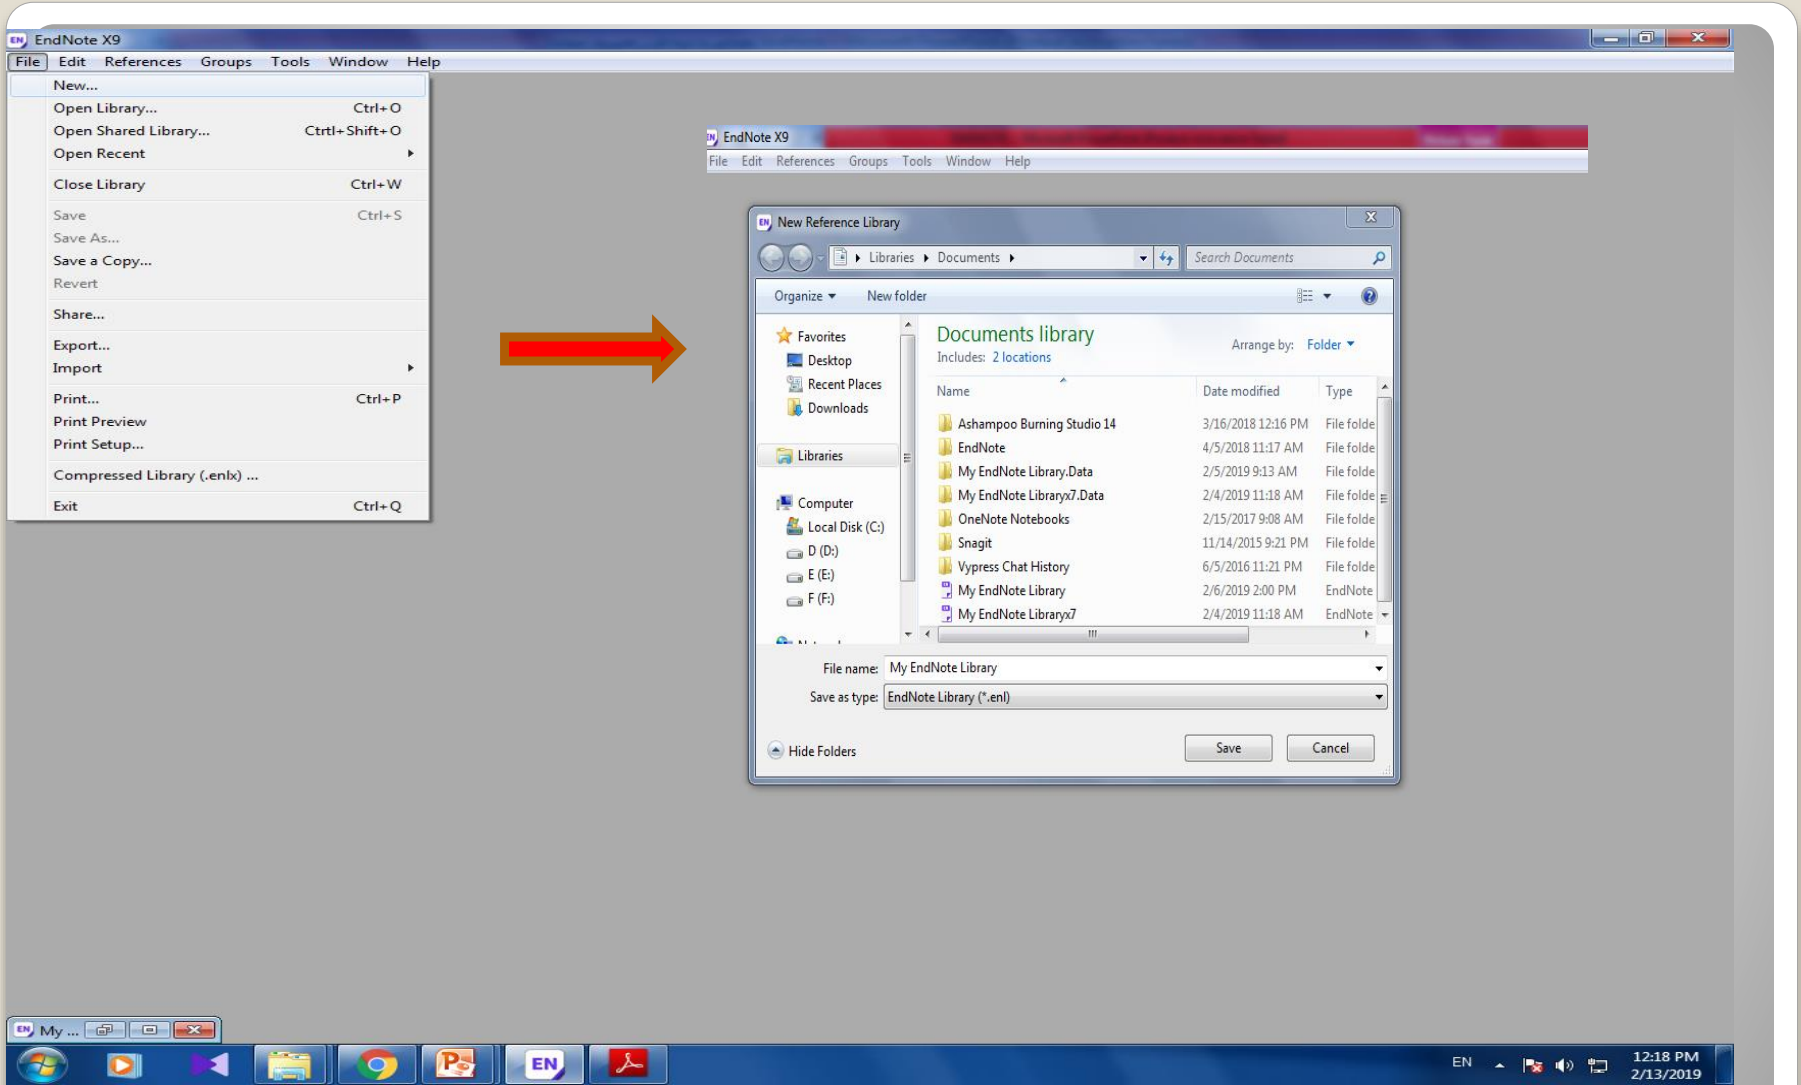 EndNote X9
File Edit References Groups Tools Window Help
New...
Open Library... Ctrl+O
Open Shared Library... Ctrtl+Shift+O
Open Recent
Close Library Ctrl+W
Save Ctrl+S
Save As...
Save a Copy...
Revert
Share...
Export...
Import
Print... Ctrl+P
Print Preview
Print Setup...
Compressed Library (.enlx) ...
Exit Ctrl+Q
EndNote X9
File Edit References Groups Tools Window Help
New Reference Library
Libraries Documents
Search Documents
Organize New folder
Favorites
Desktop
Recent Places
Downloads
Libraries
Computer
Local Disk (C:)
D (D:)
E (E:)
F (F:)
Documents library
Includes: 2 locations
Arrange by: Folder
Name Date modified Type
Ashampoo Burning Studio 14 3/16/2018 12:16 PM File folde
EndNote 4/5/2018 11:17 AM File folde
My EndNote Library.Data 2/5/2019 9:13 AM File folde
My EndNote Libraryx7.Data 2/4/2019 11:18 AM File folde
OneNote Notebooks 2/15/2017 9:08 AM File folde
Snagit 11/14/2015 9:21 PM File folde
Vypress Chat History 6/5/2016 11:21 PM File folde
My EndNote Library 2/6/2019 2:00 PM EndNote
My EndNote Libraryx7 2/4/2019 11:18 AM EndNote
File name: My EndNote Library
Save as type: EndNote Library (*.enl)
Hide Folders
Save Cancel
EN My ...
EN
EN
12:18 PM
2/13/2019